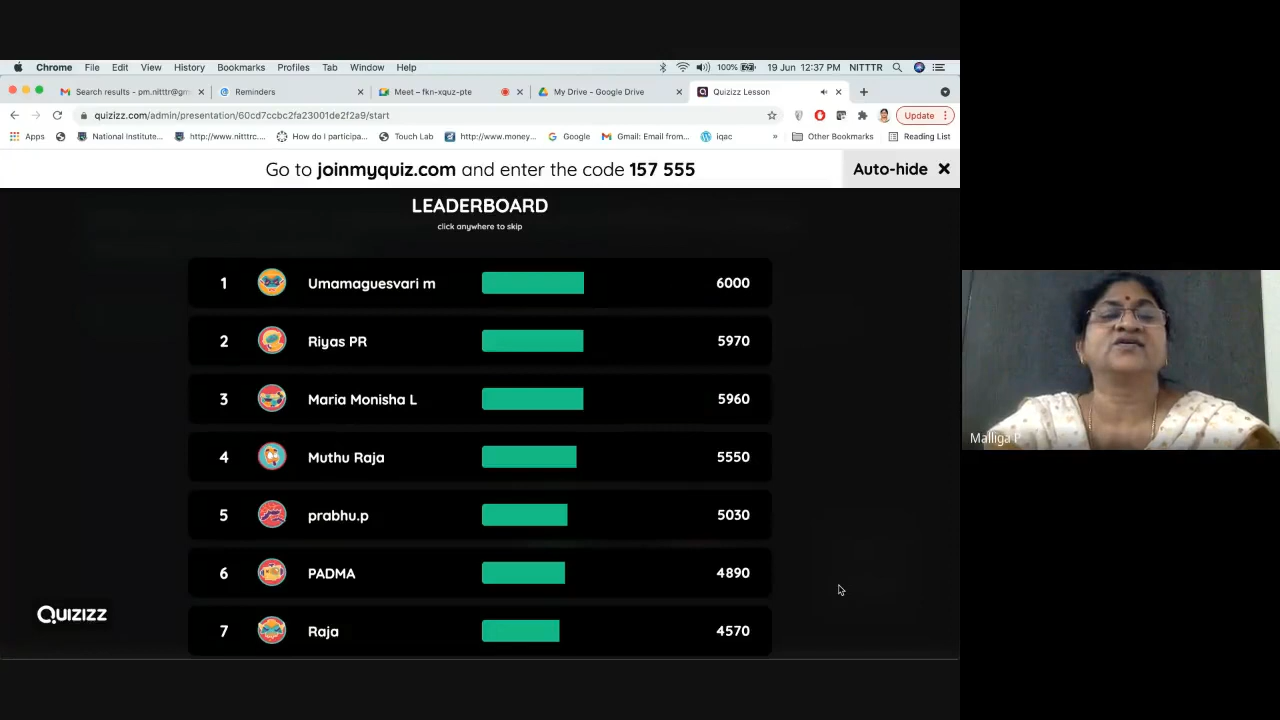 Chrome File Edit View History Bookmarks Profiles Tab Window Help 100% 19 Jun 12:37 PM NITTTR
Search results - pm.nitttr@gm Reminders Meet – fkn-xquz-pte My Drive - Google Drive Quizizz Lesson
quizizz.com/admin/presentation/60cd7ccbc2fa23001de2f2a9/start Update
Apps National Institute... http://www.nitttrc... How do I participa... Touch Lab http://www.money... Google Gmail: Email from... iqac » Other Bookmarks Reading List
Go to joinmyquiz.com and enter the code 157 555 Auto-hide
LEADERBOARD
click anywhere to skip
1 Umamaguesvari m 6000
2 Riyas PR 5970
3 Maria Monisha L 5960
4 Muthu Raja 5550
5 prabhu.p 5030
6 PADMA 4890
7 Raja 4570
Quizizz
Malliga P